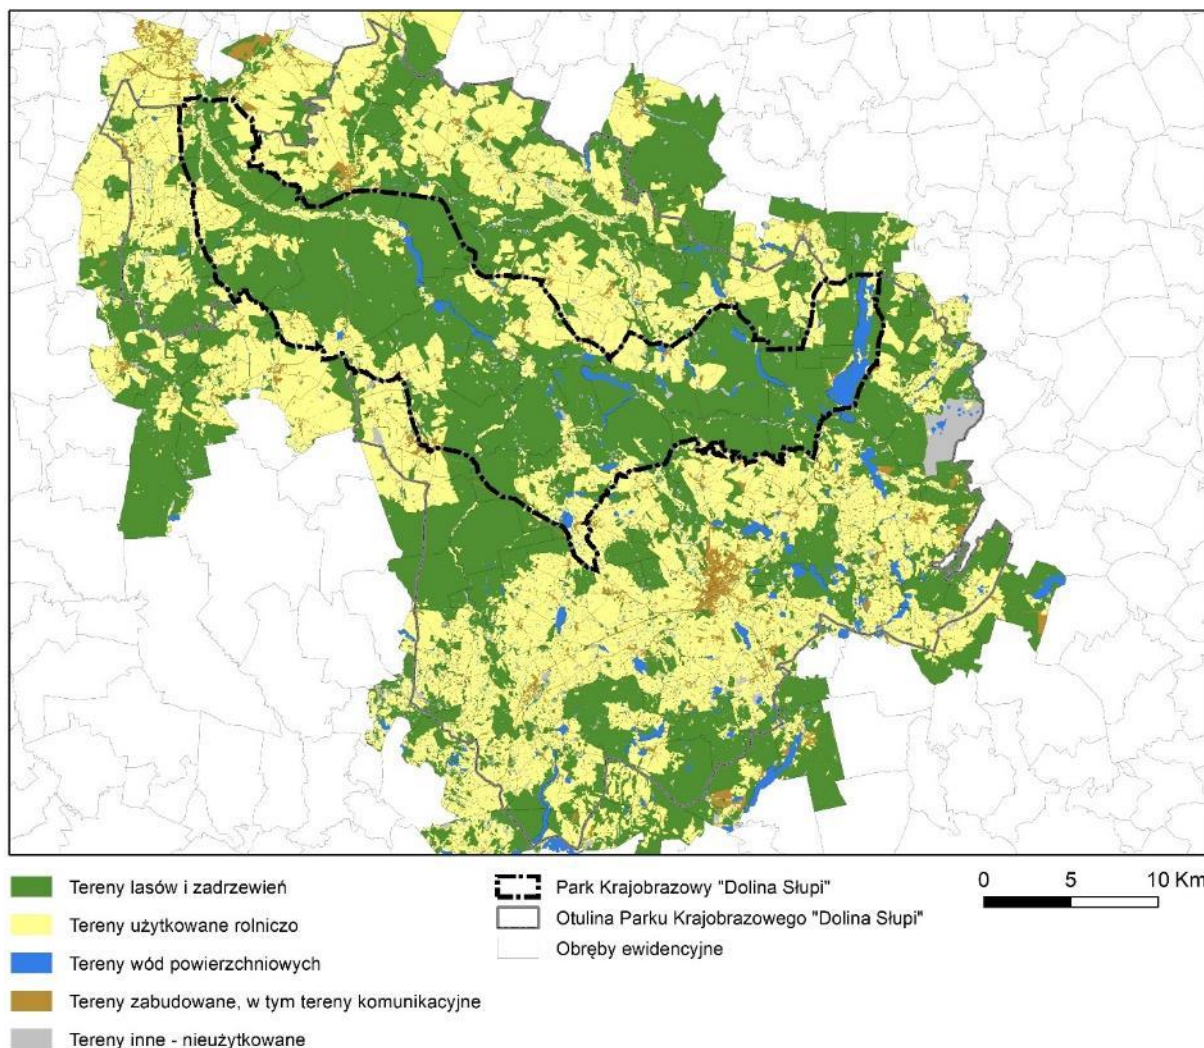 Tereny lasów i zadrzewień
Tereny użytkowane rolniczo
Tereny wód powierzchniowych
Tereny zabudowane, w tym tereny komunikacyjne
Tereny inne - nieużytkowane
Park Krajobrazowy "Dolina Słupi"
Otulina Parku Krajobrazowego "Dolina Słupi"
Obręby ewidencyjne
0 5 10 Km